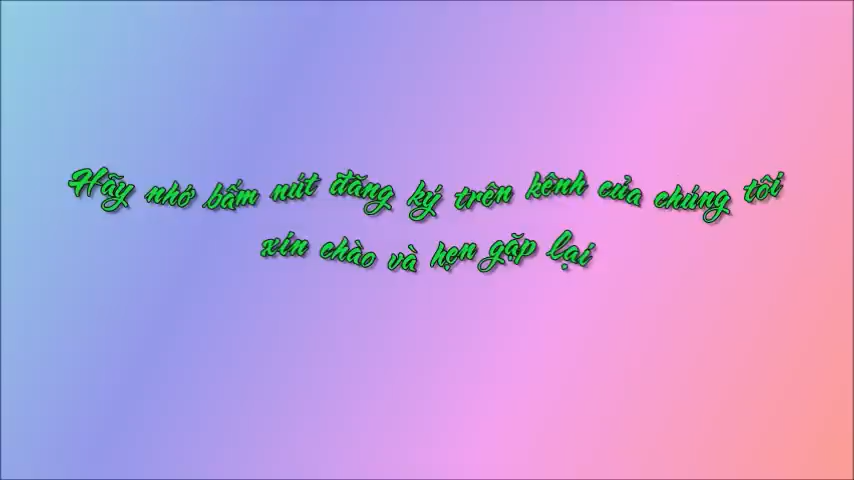 Hãy nhớ bấm nút đăng ký trên kênh của chúng tôi
xin chào và hẹn gặp lại